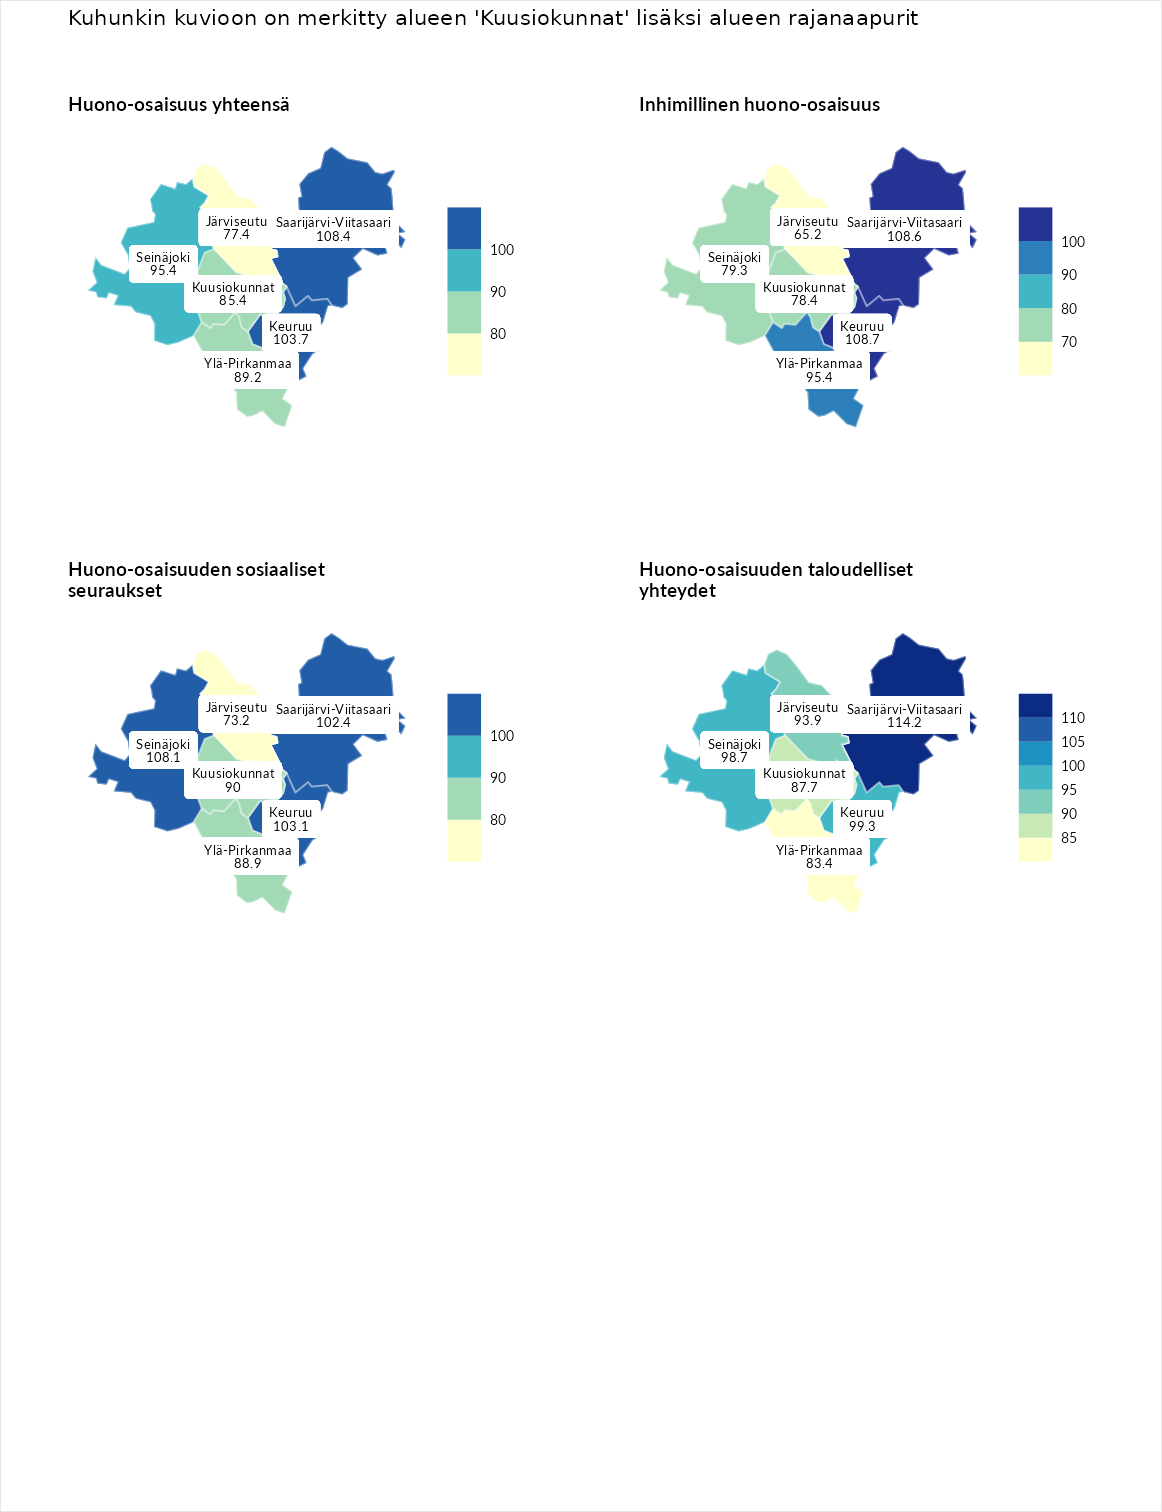 Kuhunkin kuvioon on merkitty alueen 'Kuusiokunnat' lisäksi alueen rajanaapurit
Huono-osaisuus yhteensä
Järviseutu
77.4
Saarijärvi-Viitasaari
108.4
Seinäjoki
95.4
Kuusiokunnat
85.4
Keuruu
103.7
Ylä-Pirkanmaa
89.2
100
90
80
Inhimillinen huono-osaisuus
Järviseutu
65.2
Saarijärvi-Viitasaari
108.6
Seinäjoki
79.3
Kuusiokunnat
78.4
Keuruu
108.7
Ylä-Pirkanmaa
95.4
100
90
80
70
Huono-osaisuuden sosiaaliset
seuraukset
Järviseutu
73.2
Saarijärvi-Viitasaari
102.4
Seinäjoki
108.1
Kuusiokunnat
90
Keuruu
103.1
Ylä-Pirkanmaa
88.9
100
90
80
Huono-osaisuuden taloudelliset
yhteydet
Järviseutu
93.9
Saarijärvi-Viitasaari
114.2
Seinäjoki
98.7
Kuusiokunnat
87.7
Keuruu
99.3
Ylä-Pirkanmaa
83.4
110
105
100
95
90
85